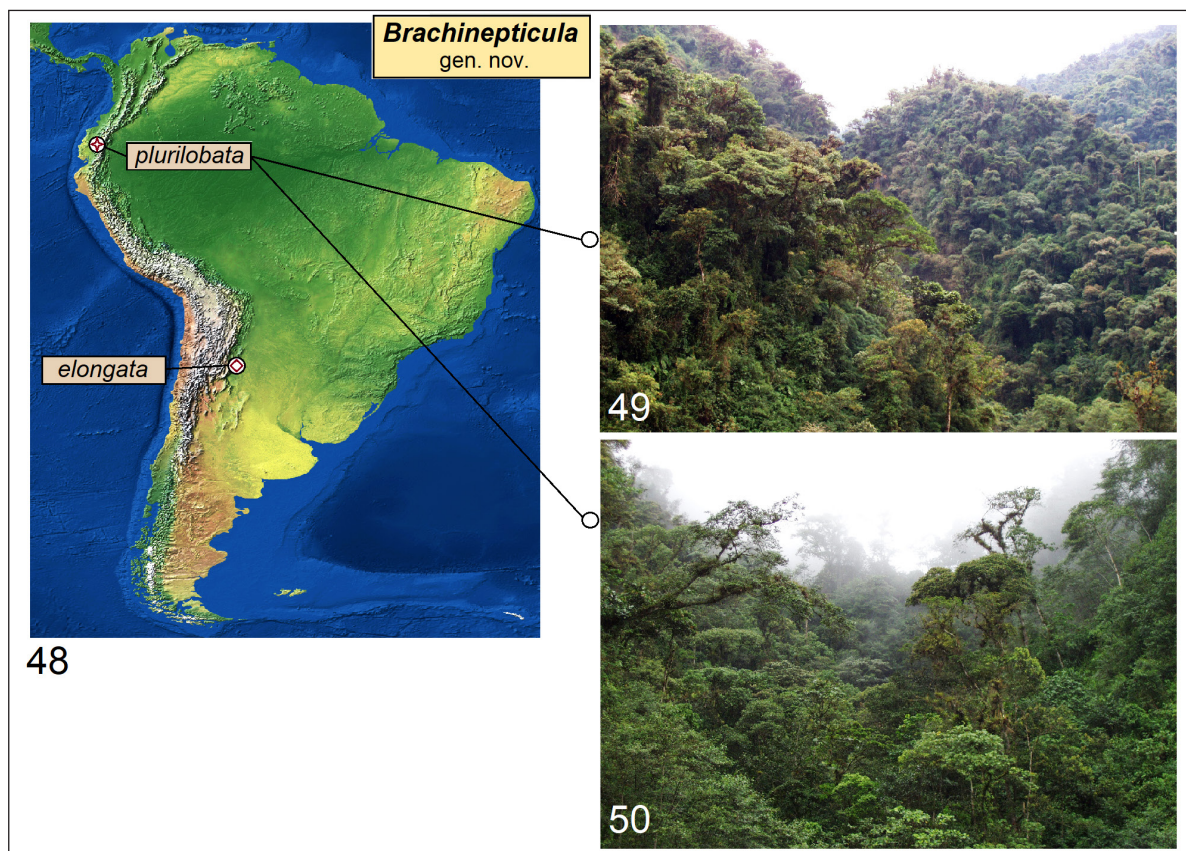 Brachinepticula
gen. nov.
plurilobata
elongata
48
49
50